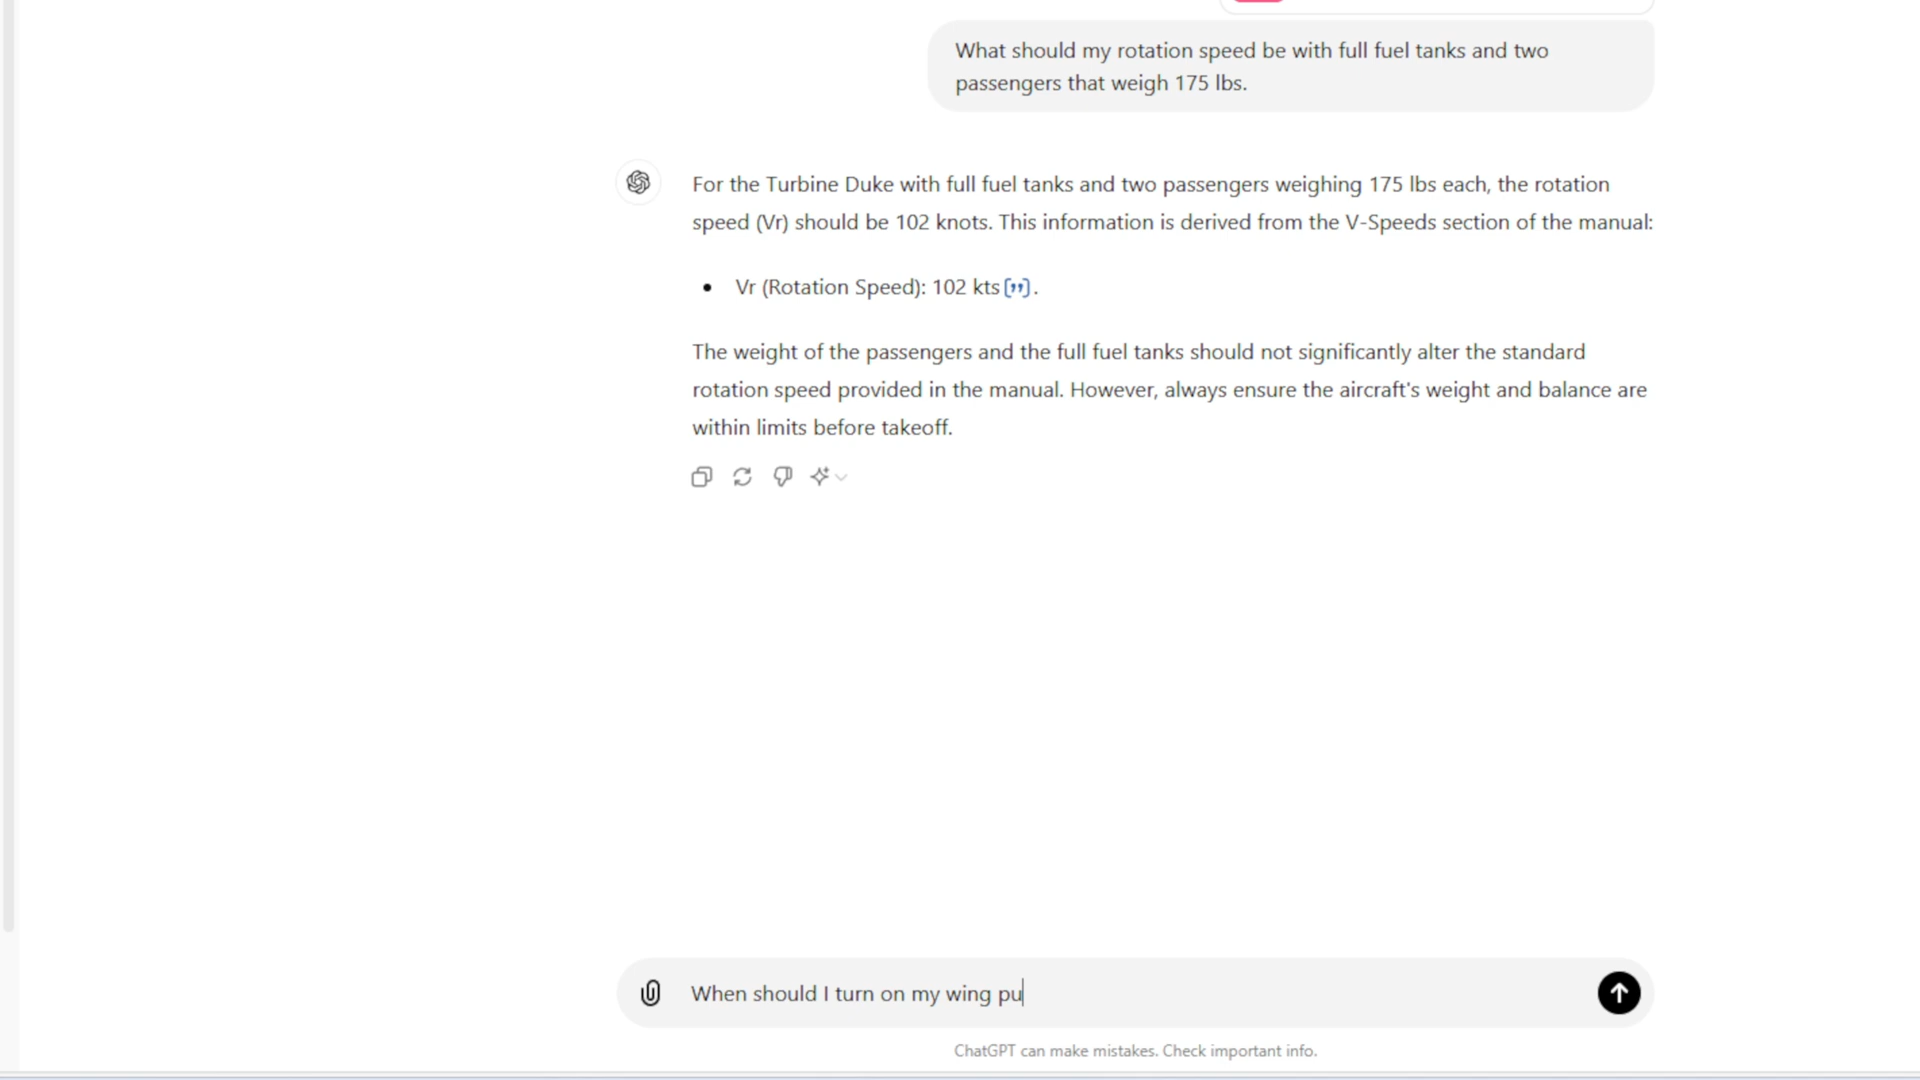 What should my rotation speed be with full fuel tanks and two
passengers that weigh 175 lbs.
For the Turbine Duke with full fuel tanks and two passengers weighing 175 lbs each, the rotation
speed (Vr) should be 102 knots. This information is derived from the V-Speeds section of the manual:
• Vr (Rotation Speed): 102 kts["].
The weight of the passengers and the full fuel tanks should not significantly alter the standard
rotation speed provided in the manual. However, always ensure the aircraft's weight and balance are
within limits before takeoff.
When should I turn on my wing pu
ChatGPT can make mistakes. Check important info.